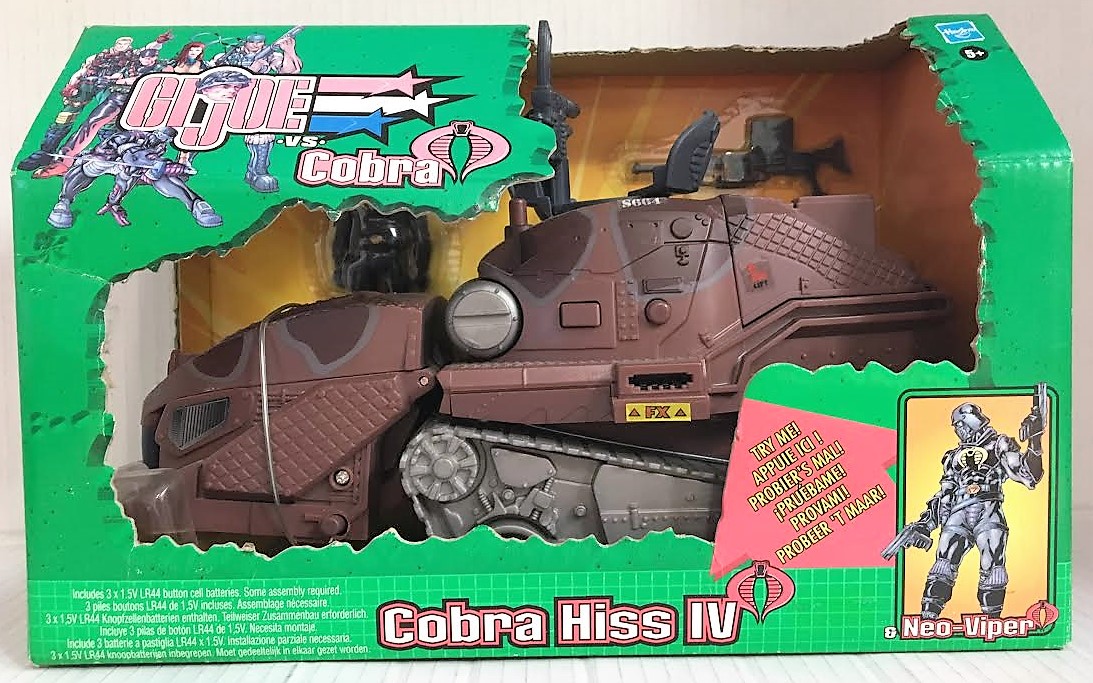 GI JOE
·VS·
Cobra
Hasbro
5+
S664
LIFT
FX
TRY ME!
APPUIE ICI !
PROBIER'S MAL!
¡PRUÉBAME!
PROVAMI!
PROBEER 'T MAAR!
Includes 3 x 1.5V LR44 button cell batteries. Some assembly required.
3 piles boutons LR44 de 1,5V incluses. Assemblage nécessaire.
3 x 1.5V LR44 Knopfzellenbatterien enthalten. Teilweiser Zusammenbau erforderlich.
Incluye 3 pilas de botón LR44 de 1,5V. Necesita montaje.
Include 3 batterie a pastiglia LR44 x 1.5V. Installazione parziale necessaria.
3 x 1.5V LR44 knoopbatterijen inbegrepen. Moet gedeeltelijk in elkaar gezet worden.
Cobra Hiss IV
& Neo-Viper